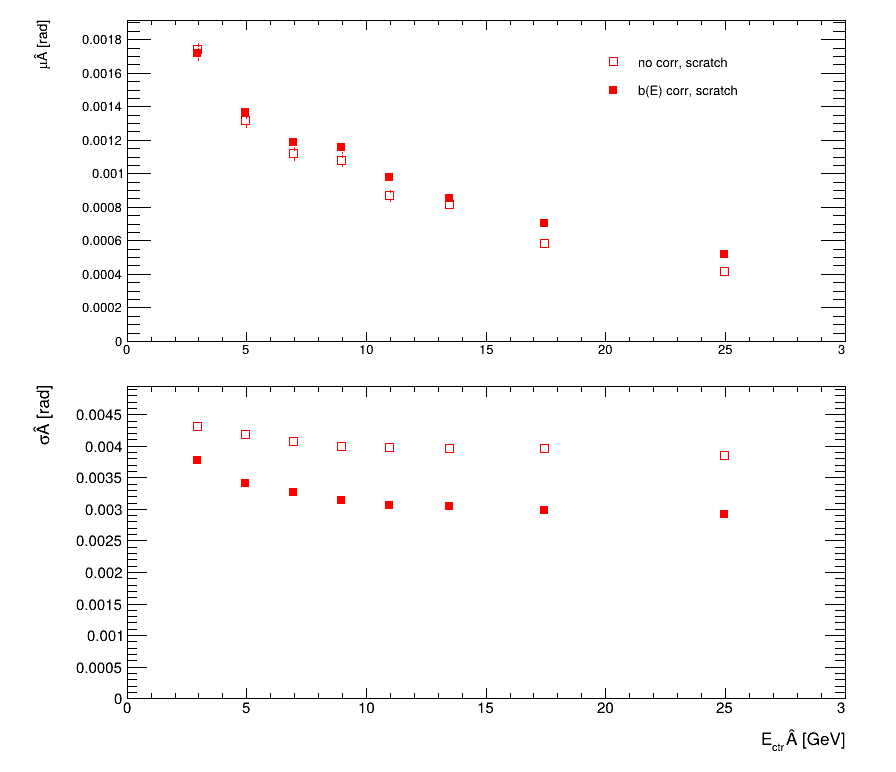 μÂ [rad]
0.0018
0.0016
0.0014
0.0012
0.001
0.0008
0.0006
0.0004
0.0002
0
no corr, scratch
b(E) corr, scratch
0 5 10 15 20 25 3
σÂ [rad]
0.0045
0.004
0.0035
0.003
0.0025
0.002
0.0015
0.001
0.0005
0
0 5 10 15 20 25 3
E_ctr Â [GeV]